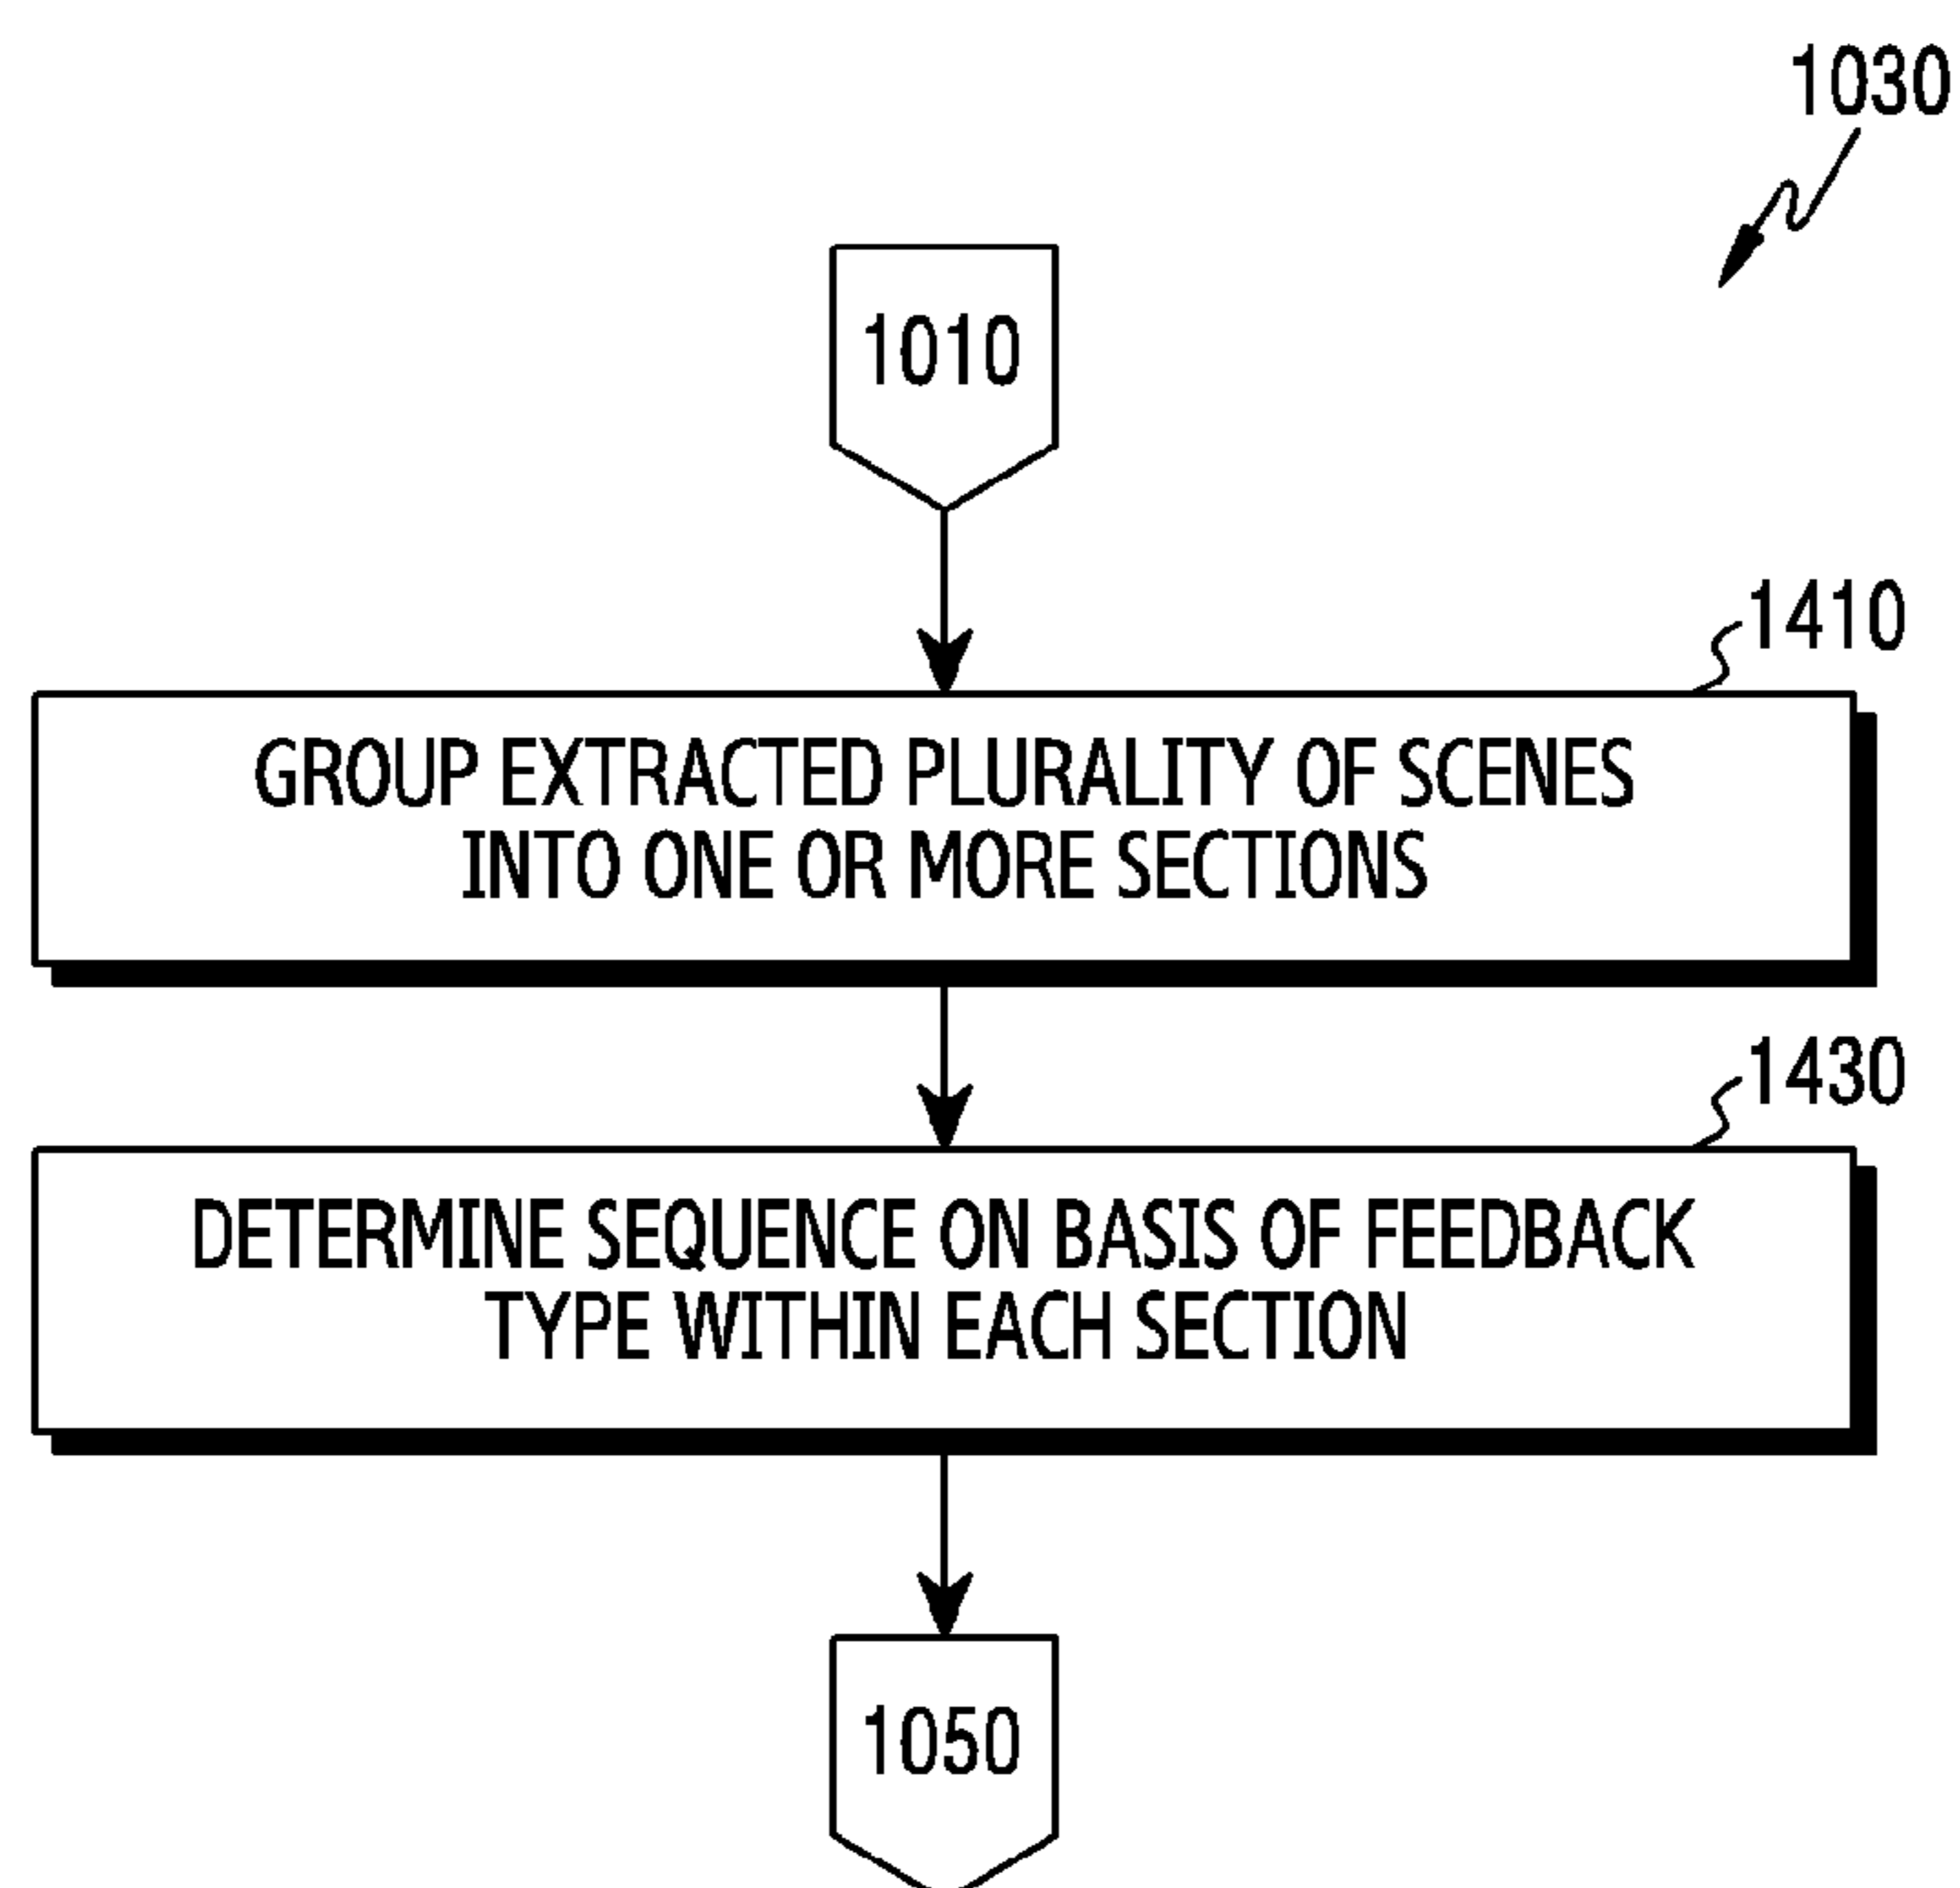 1030
1010
1410
GROUP EXTRACTED PLURALITY OF SCENES
INTO ONE OR MORE SECTIONS
1430
DETERMINE SEQUENCE ON BASIS OF FEEDBACK
TYPE WITHIN EACH SECTION
1050